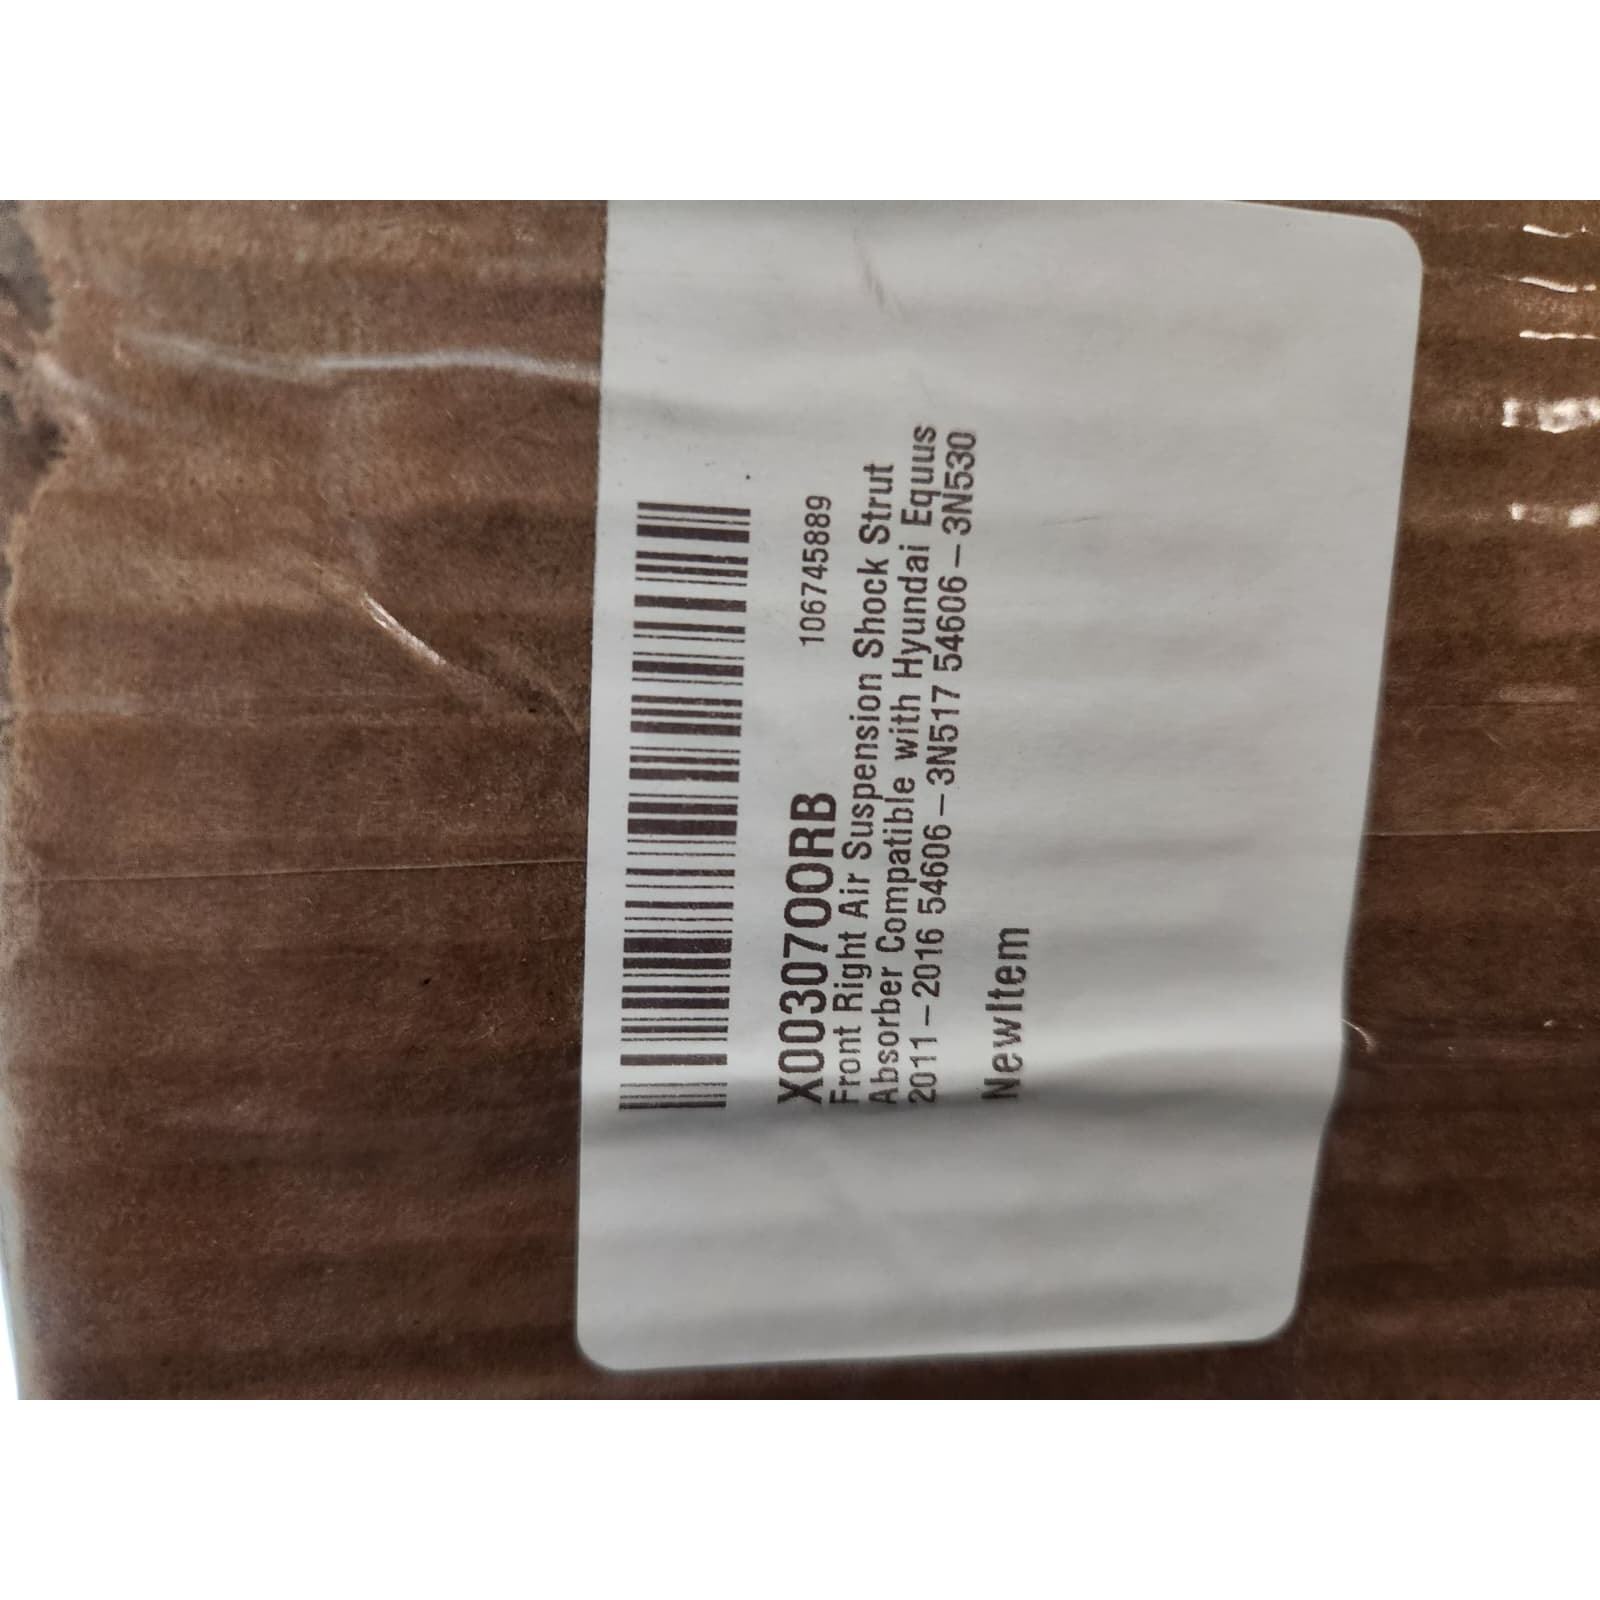 X003070ORB
106745889
Front Right Air Suspension Shock Strut
Absorber Compatible with Hyundai Equus
2011-2016 54606-3N517 54606-3N530
NewItem